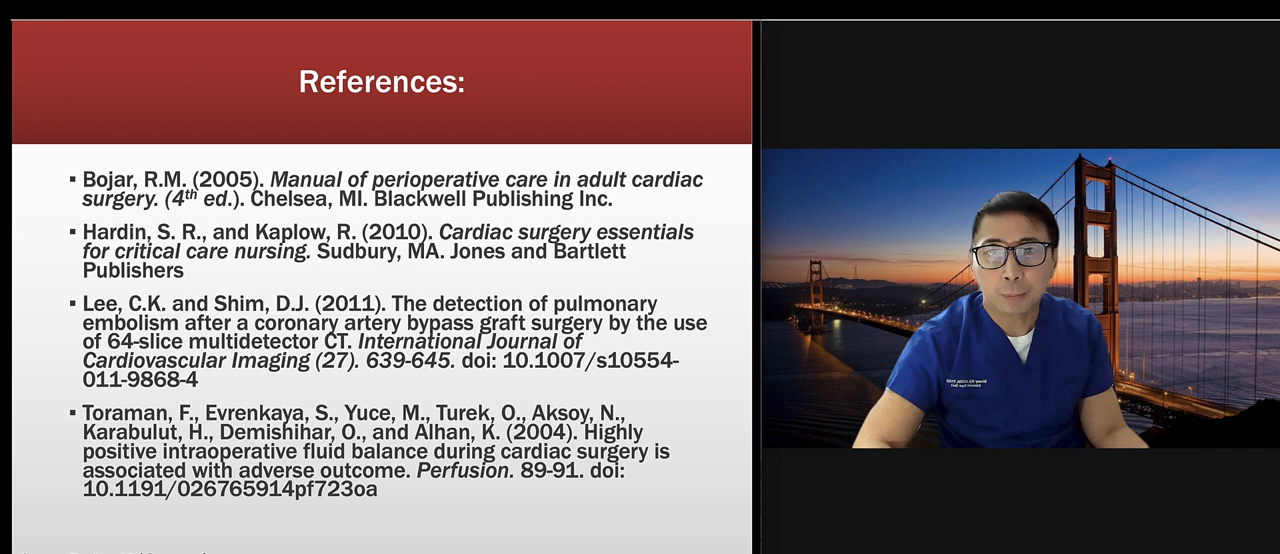 References:
▪ Bojar, R.M. (2005). Manual of perioperative care in adult cardiac
surgery. (4th ed.). Chelsea, MI. Blackwell Publishing Inc.
▪ Hardin, S. R., and Kaplow, R. (2010). Cardiac surgery essentials
for critical care nursing. Sudbury, MA. Jones and Bartlett
Publishers
▪ Lee, C.K. and Shim, D.J. (2011). The detection of pulmonary
embolism after a coronary artery bypass graft surgery by the use
of 64-slice multidetector CT. International Journal of
Cardiovascular Imaging (27). 639-645. doi: 10.1007/s10554-
011-9868-4
▪ Toraman, F., Evrenkaya, S., Yuce, M., Turek, O., Aksoy, N.,
Karabulut, H., Demishihar, O., and Alhan, K. (2004). Highly
positive intraoperative fluid balance during cardiac surgery is
associated with adverse outcome. Perfusion. 89-91. doi:
10.1191/026765914pf723oa